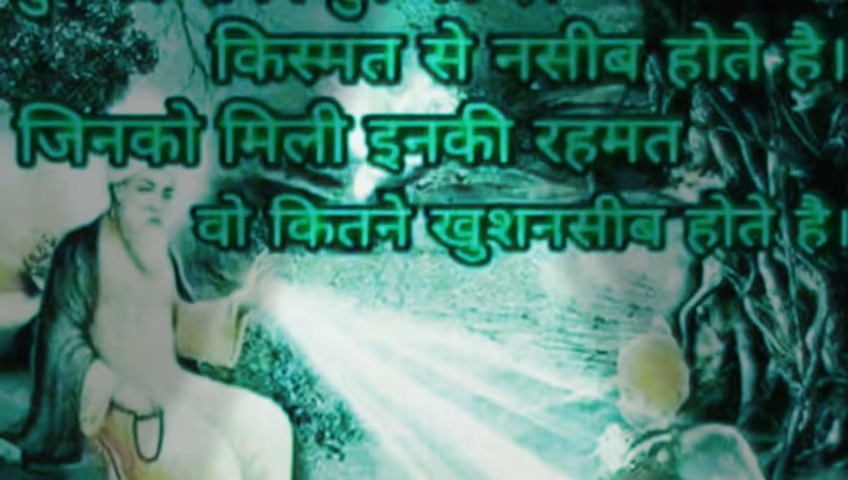 किस्मत से नसीब होते है।
जिनको मिली इनकी रहमत
वो कितने खुशनसीब होते है।